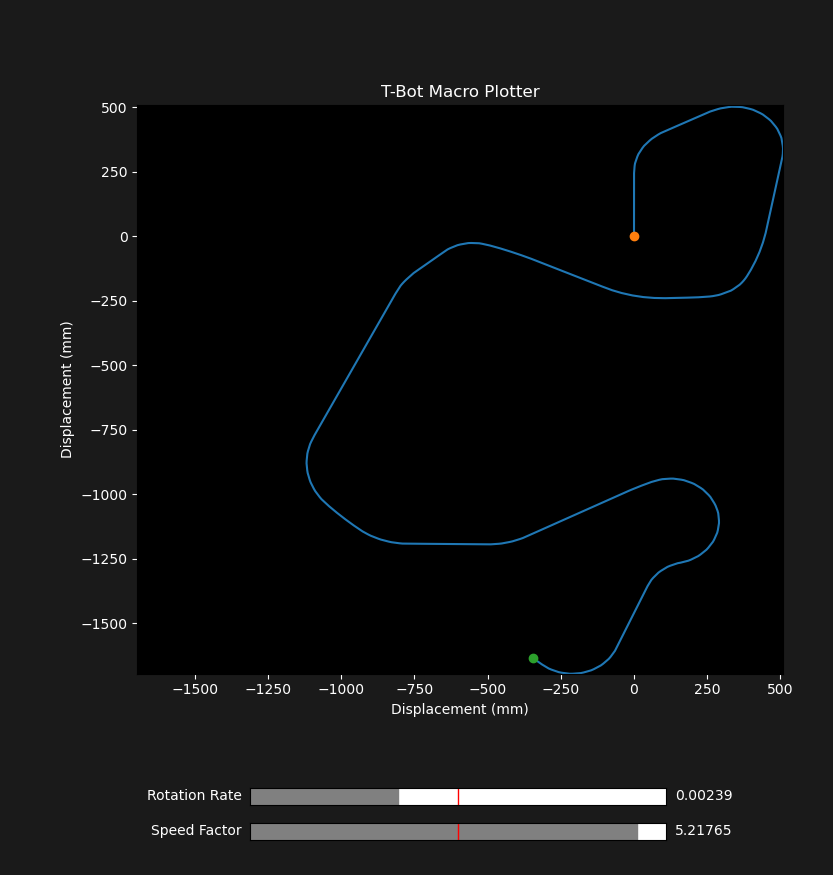 T-Bot Macro Plotter
500
250
0
−250
−500
−750
−1000
−1250
−1500
Displacement (mm)
−1500 −1250 −1000 −750 −500 −250 0 250 500
Displacement (mm)
Rotation Rate 0.00239
Speed Factor 5.21765